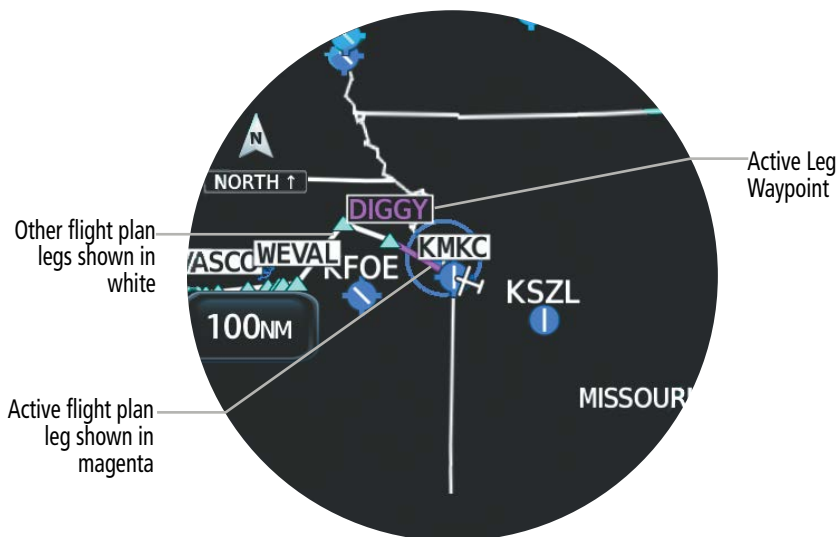 N
NORTH ↑
DIGGY
Active Leg
Waypoint
Other flight plan
legs shown in
white
WEVAL
KMKC
KFOE
KSZL
100NM
MISSOURI
Active flight plan
leg shown in
magenta